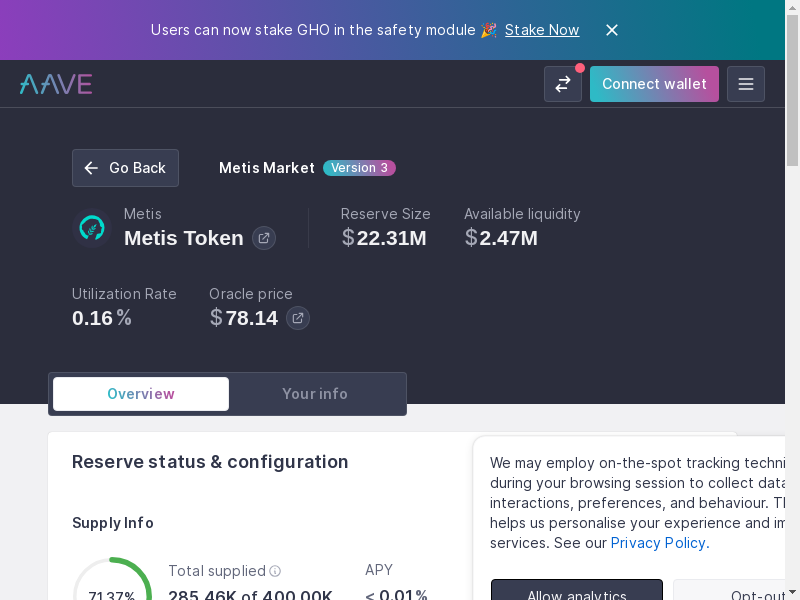 Users can now stake GHO in the safety module 🎉 Stake Now
AAVE
Connect wallet
Go Back
Metis Market Version 3
Metis
Metis Token
Reserve Size
$22.31M
Available liquidity
$2.47M
Utilization Rate
0.16%
Oracle price
$78.14
Overview
Your info
Reserve status & configuration
Supply Info
71.37%
Total supplied
285.46K of 400.00K
APY
< 0.01%
We may employ on-the-spot tracking techni
during your browsing session to collect data
interactions, preferences, and behaviour. Th
helps us personalise your experience and im
services. See our Privacy Policy.
Allow analytics
Opt-out